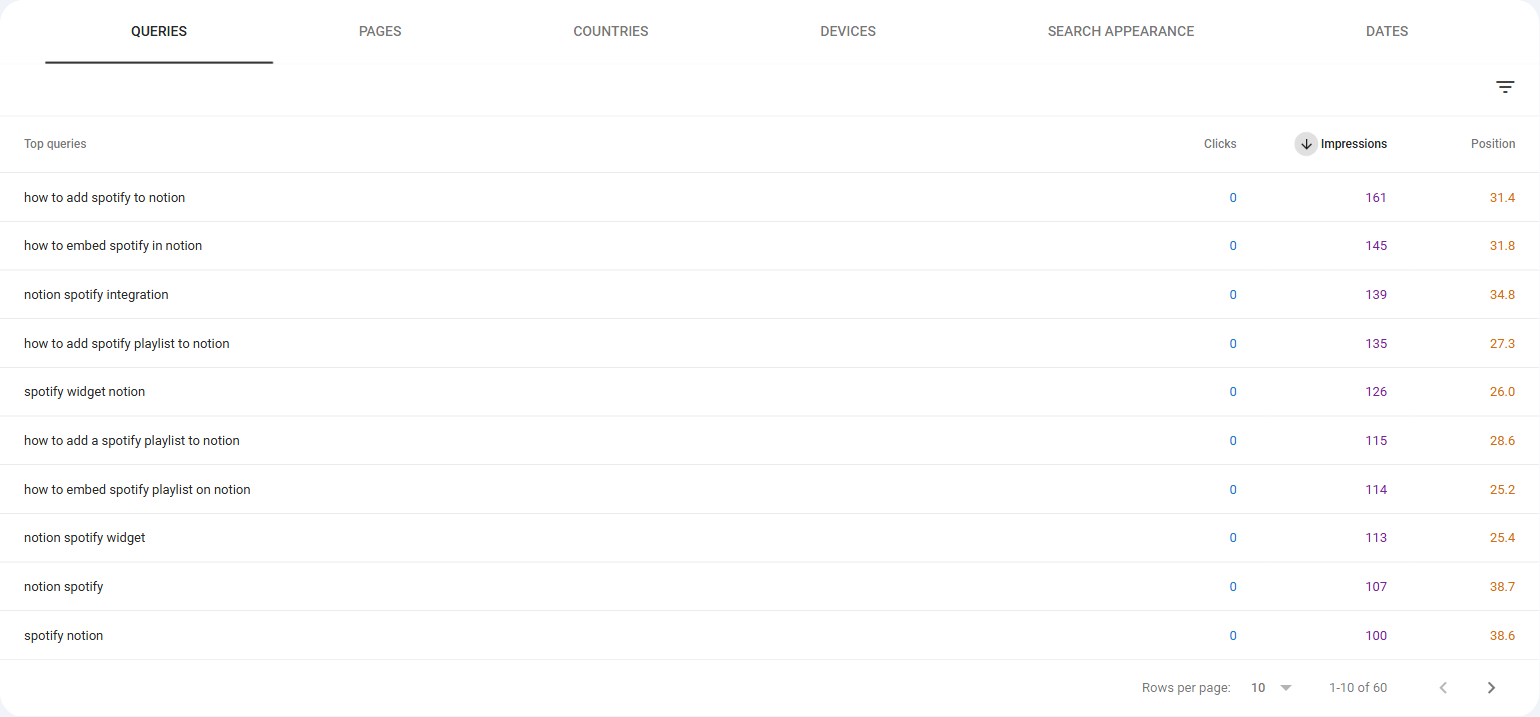 QUERIES PAGES COUNTRIES DEVICES SEARCH APPEARANCE DATES
Top queries Clicks Impressions Position
how to add spotify to notion 0 161 31.4
how to embed spotify in notion 0 145 31.8
notion spotify integration 0 139 34.8
how to add spotify playlist to notion 0 135 27.3
spotify widget notion 0 126 26.0
how to add a spotify playlist to notion 0 115 28.6
how to embed spotify playlist on notion 0 114 25.2
notion spotify widget 0 113 25.4
notion spotify 0 107 38.7
spotify notion 0 100 38.6
Rows per page: 10 1-10 of 60